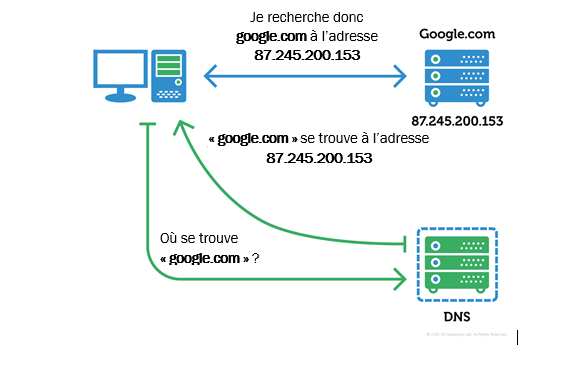 Je recherche donc
google.com à l'adresse
87.245.200.153
Google.com
87.245.200.153
« google.com » se trouve à l'adresse
87.245.200.153
Où se trouve
« google.com » ?
DNS